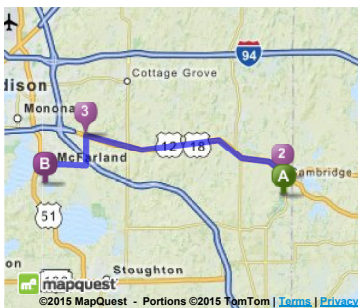 94
Cottage Grove
dison
Monona
3
12 18
2
B
McFarland
A
Cambridge
51
on
Stoughton
mapquest
©2015 MapQuest - Portions ©2015 TomTom | Terms | Privacy